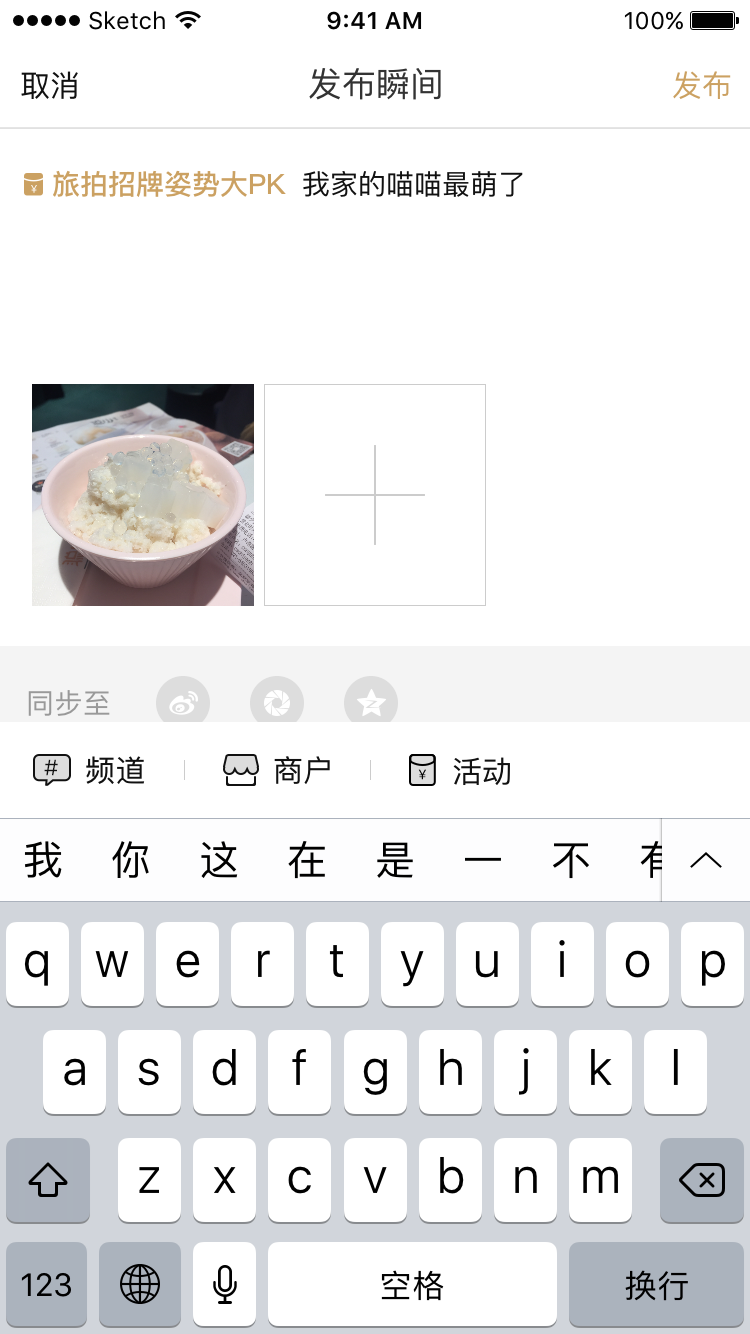 Sketch 9:41 AM 100%
取消 发布瞬间 发布
¥ 旅拍招牌姿势大PK 我家的喵喵最萌了
同步至
# 频道 商户 ¥ 活动
我 你 这 在 是 一 不 有
q w e r t y u i o p
a s d f g h j k l
z x c v b n m
123 空格 换行